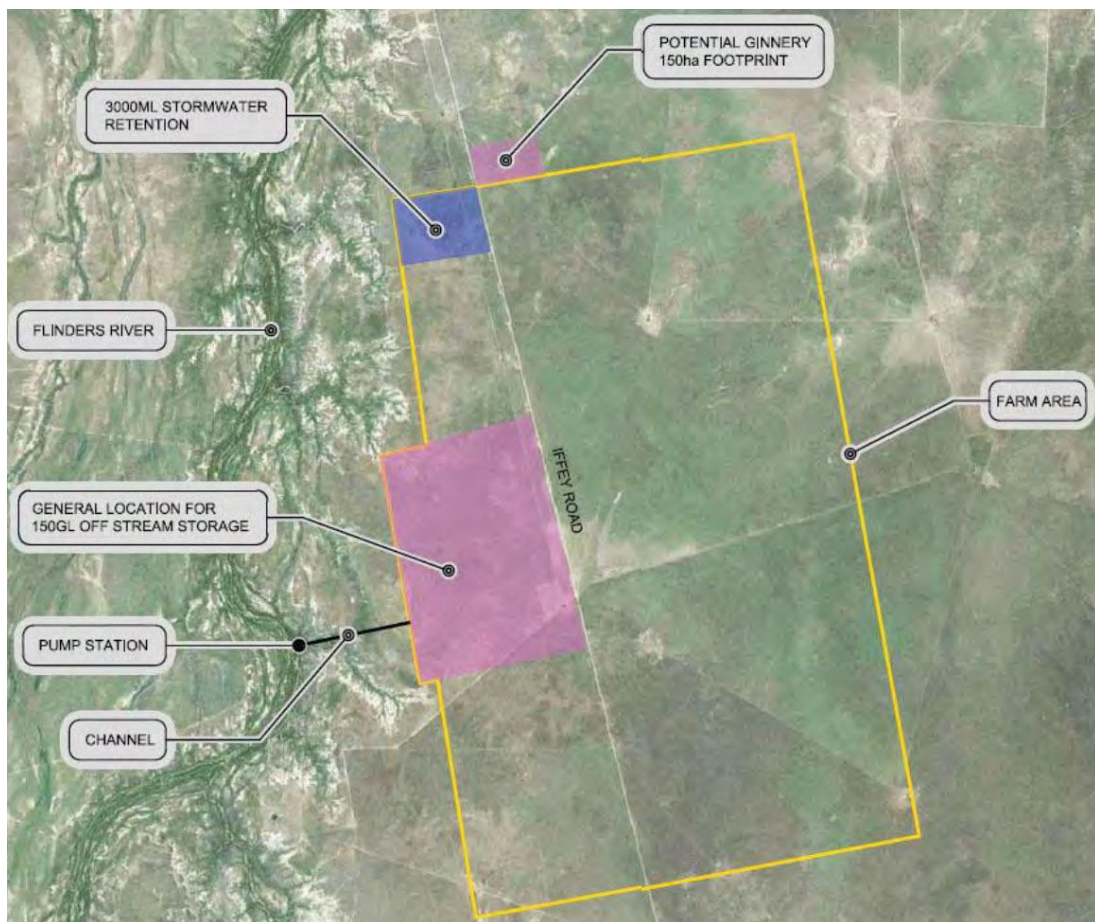 POTENTIAL GINNERY
150ha FOOTPRINT
3000ML STORMWATER
RETENTION
FLINDERS RIVER
FARM AREA
IFFEY ROAD
GENERAL LOCATION FOR
150GL OFF STREAM STORAGE
PUMP STATION
CHANNEL